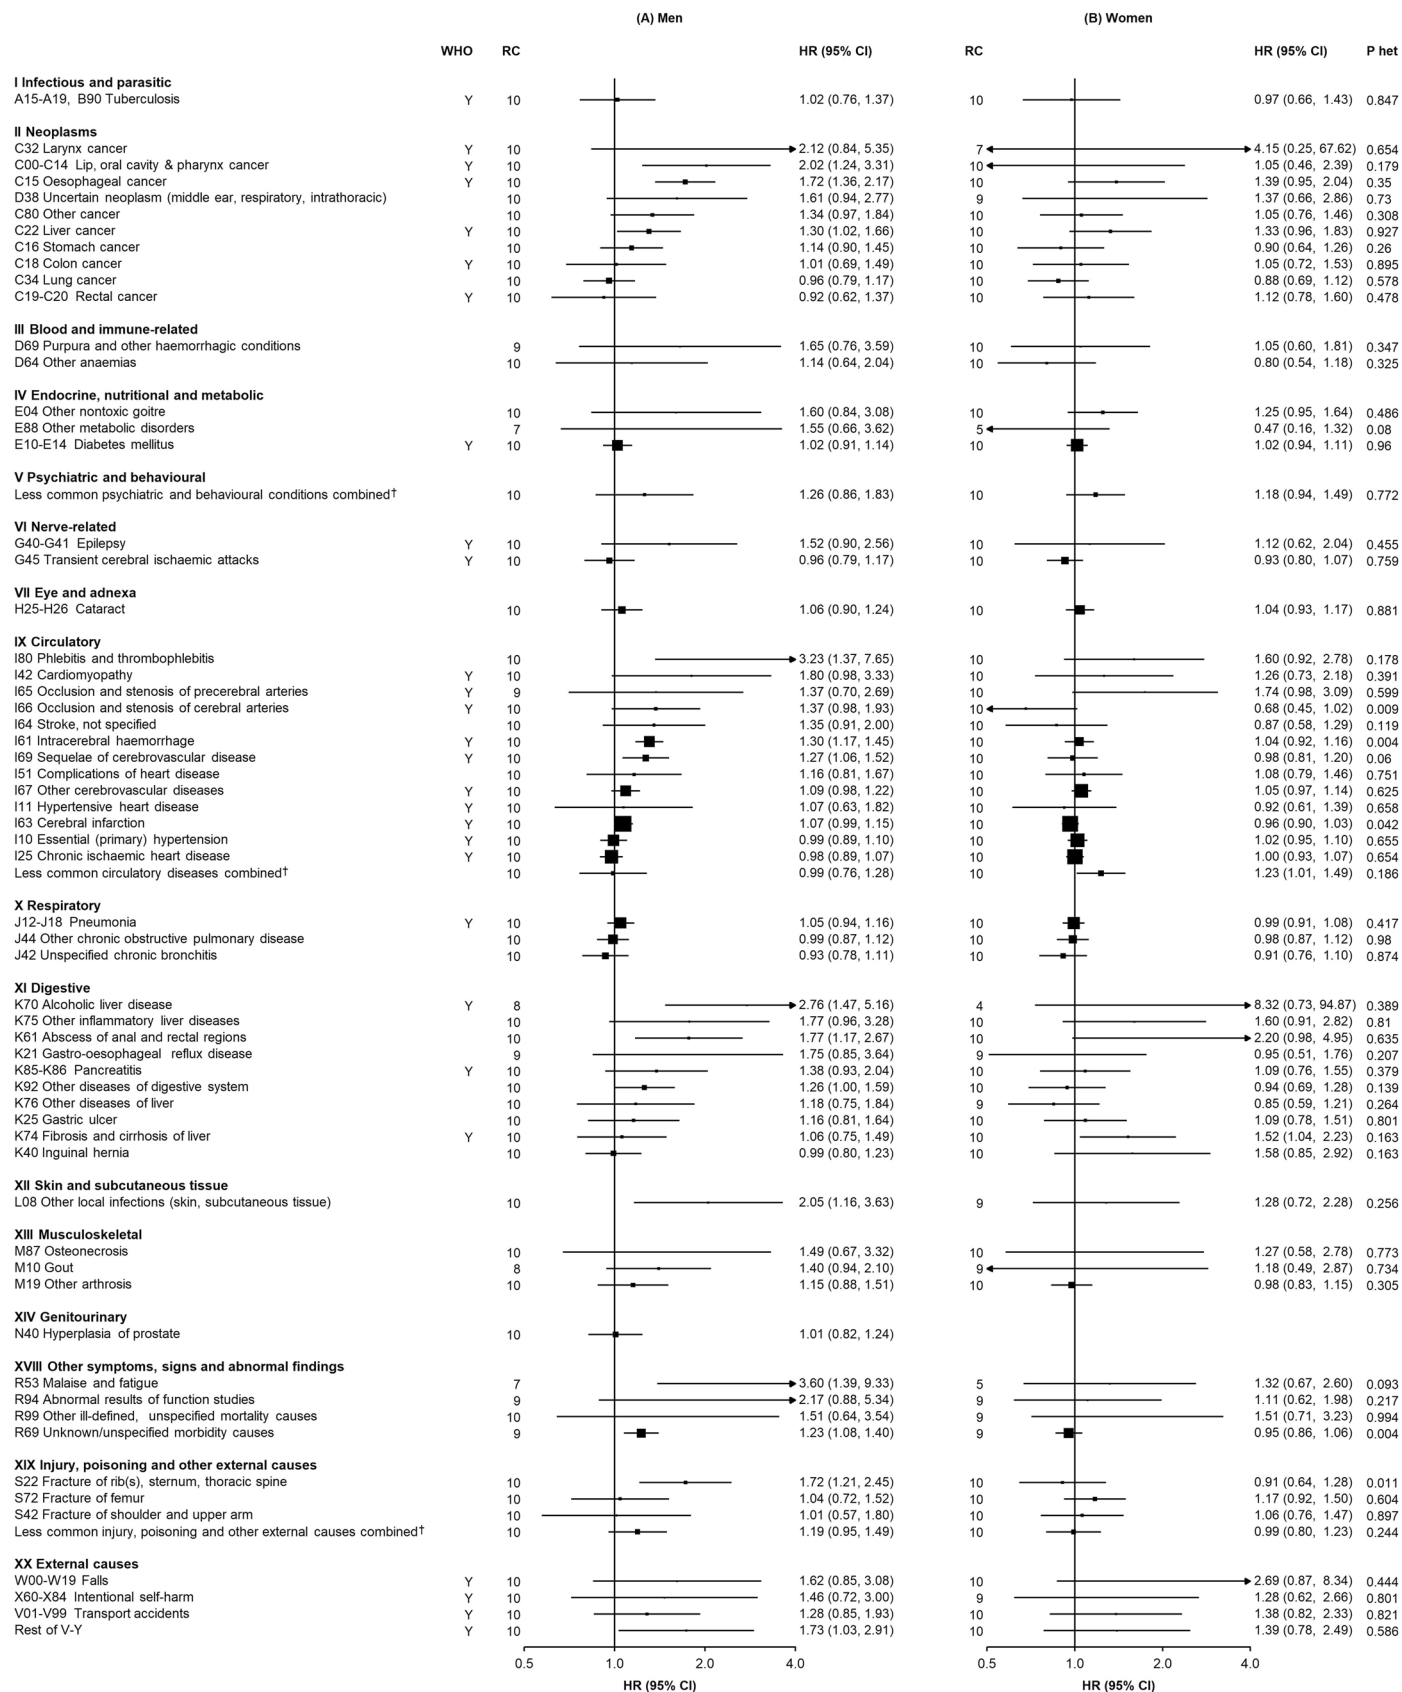 (A) Men (B) Women
WHO RC HR (95% CI) RC HR (95% CI) P het
I Infectious and parasitic
A15-A19, B90 Tuberculosis Y 10 1.02 (0.76, 1.37) 10 0.97 (0.66, 1.43) 0.847
II Neoplasms
C32 Larynx cancer Y 10 2.12 (0.84, 5.35) 7 4.15 (0.25, 67.62) 0.654
C00-C14 Lip, oral cavity & pharynx cancer Y 10 2.02 (1.24, 3.31) 10 1.05 (0.46, 2.39) 0.179
C15 Oesophageal cancer Y 10 1.72 (1.36, 2.17) 10 1.39 (0.95, 2.04) 0.35
D38 Uncertain neoplasm (middle ear, respiratory, intrathoracic) 10 1.61 (0.94, 2.77) 9 1.37 (0.66, 2.86) 0.73
C80 Other cancer 10 1.34 (0.97, 1.84) 10 1.05 (0.76, 1.46) 0.308
C22 Liver cancer Y 10 1.30 (1.02, 1.66) 10 1.33 (0.96, 1.83) 0.927
C16 Stomach cancer 10 1.14 (0.90, 1.45) 10 0.90 (0.64, 1.26) 0.26
C18 Colon cancer Y 10 1.01 (0.69, 1.49) 10 1.05 (0.72, 1.53) 0.895
C34 Lung cancer 10 0.96 (0.79, 1.17) 10 0.88 (0.69, 1.12) 0.578
C19-C20 Rectal cancer Y 10 0.92 (0.62, 1.37) 10 1.12 (0.78, 1.60) 0.478
III Blood and immune-related
D69 Purpura and other haemorrhagic conditions 9 1.65 (0.76, 3.59) 10 1.05 (0.60, 1.81) 0.347
D64 Other anaemias 10 1.14 (0.64, 2.04) 10 0.80 (0.54, 1.18) 0.325
IV Endocrine, nutritional and metabolic
E04 Other nontoxic goitre 10 1.60 (0.84, 3.08) 10 1.25 (0.95, 1.64) 0.486
E88 Other metabolic disorders 7 1.55 (0.66, 3.62) 5 0.47 (0.16, 1.32) 0.08
E10-E14 Diabetes mellitus Y 10 1.02 (0.91, 1.14) 10 1.02 (0.94, 1.11) 0.96
V Psychiatric and behavioural
Less common psychiatric and behavioural conditions combined† 10 1.26 (0.86, 1.83) 10 1.18 (0.94, 1.49) 0.772
VI Nerve-related
G40-G41 Epilepsy Y 10 1.52 (0.90, 2.56) 10 1.12 (0.62, 2.04) 0.455
G45 Transient cerebral ischaemic attacks Y 10 0.96 (0.79, 1.17) 10 0.93 (0.80, 1.07) 0.759
VII Eye and adnexa
H25-H26 Cataract 10 1.06 (0.90, 1.24) 10 1.04 (0.93, 1.17) 0.881
IX Circulatory
I80 Phlebitis and thrombophlebitis 10 3.23 (1.37, 7.65) 10 1.60 (0.92, 2.78) 0.178
I42 Cardiomyopathy Y 10 1.80 (0.98, 3.33) 10 1.26 (0.73, 2.18) 0.391
I65 Occlusion and stenosis of precerebral arteries Y 9 1.37 (0.70, 2.69) 10 1.74 (0.98, 3.09) 0.599
I66 Occlusion and stenosis of cerebral arteries Y 10 1.37 (0.98, 1.93) 10 0.68 (0.45, 1.02) 0.009
I64 Stroke, not specified 10 1.35 (0.91, 2.00) 10 0.87 (0.58, 1.29) 0.119
I61 Intracerebral haemorrhage Y 10 1.30 (1.17, 1.45) 10 1.04 (0.92, 1.16) 0.004
I69 Sequelae of cerebrovascular disease Y 10 1.27 (1.06, 1.52) 10 0.98 (0.81, 1.20) 0.06
I51 Complications of heart disease 10 1.16 (0.81, 1.67) 10 1.08 (0.79, 1.46) 0.751
I67 Other cerebrovascular diseases Y 10 1.09 (0.98, 1.22) 10 1.05 (0.97, 1.14) 0.625
I11 Hypertensive heart disease Y 10 1.07 (0.63, 1.82) 10 0.92 (0.61, 1.39) 0.658
I63 Cerebral infarction Y 10 1.07 (0.99, 1.15) 10 0.96 (0.90, 1.03) 0.042
I10 Essential (primary) hypertension Y 10 0.99 (0.89, 1.10) 10 1.02 (0.95, 1.10) 0.655
I25 Chronic ischaemic heart disease Y 10 0.98 (0.89, 1.07) 10 1.00 (0.93, 1.07) 0.654
Less common circulatory diseases combined† 10 0.99 (0.76, 1.28) 10 1.23 (1.01, 1.49) 0.186
X Respiratory
J12-J18 Pneumonia Y 10 1.05 (0.94, 1.16) 10 0.99 (0.91, 1.08) 0.417
J44 Other chronic obstructive pulmonary disease 10 0.99 (0.87, 1.12) 10 0.98 (0.87, 1.12) 0.98
J42 Unspecified chronic bronchitis 10 0.93 (0.78, 1.11) 10 0.91 (0.76, 1.10) 0.874
XI Digestive
K70 Alcoholic liver disease Y 8 2.76 (1.47, 5.16) 4 8.32 (0.73, 94.87) 0.389
K75 Other inflammatory liver diseases 10 1.77 (0.96, 3.28) 10 1.60 (0.91, 2.82) 0.81
K61 Abscess of anal and rectal regions 10 1.77 (1.17, 2.67) 10 2.20 (0.98, 4.95) 0.635
K21 Gastro-oesophageal reflux disease 9 1.75 (0.85, 3.64) 9 0.95 (0.51, 1.76) 0.207
K85-K86 Pancreatitis Y 10 1.38 (0.93, 2.04) 10 1.09 (0.76, 1.55) 0.379
K92 Other diseases of digestive system 10 1.26 (1.00, 1.59) 10 0.94 (0.69, 1.28) 0.139
K76 Other diseases of liver 10 1.18 (0.75, 1.84) 9 0.85 (0.59, 1.21) 0.264
K25 Gastric ulcer 10 1.16 (0.81, 1.64) 10 1.09 (0.78, 1.51) 0.801
K74 Fibrosis and cirrhosis of liver Y 10 1.06 (0.75, 1.49) 10 1.52 (1.04, 2.23) 0.163
K40 Inguinal hernia 10 0.99 (0.80, 1.23) 10 1.58 (0.85, 2.92) 0.163
XII Skin and subcutaneous tissue
L08 Other local infections (skin, subcutaneous tissue) 10 2.05 (1.16, 3.63) 9 1.28 (0.72, 2.28) 0.256
XIII Musculoskeletal
M87 Osteonecrosis 10 1.49 (0.67, 3.32) 10 1.27 (0.58, 2.78) 0.773
M10 Gout 8 1.40 (0.94, 2.10) 9 1.18 (0.49, 2.87) 0.734
M19 Other arthrosis 10 1.15 (0.88, 1.51) 10 0.98 (0.83, 1.15) 0.305
XIV Genitourinary
N40 Hyperplasia of prostate 10 1.01 (0.82, 1.24)
XVIII Other symptoms, signs and abnormal findings
R53 Malaise and fatigue 7 3.60 (1.39, 9.33) 5 1.32 (0.67, 2.60) 0.093
R94 Abnormal results of function studies 9 2.17 (0.88, 5.34) 9 1.11 (0.62, 1.98) 0.217
R99 Other ill-defined, unspecified mortality causes 10 1.51 (0.64, 3.54) 9 1.51 (0.71, 3.23) 0.994
R69 Unknown/unspecified morbidity causes 9 1.23 (1.08, 1.40) 9 0.95 (0.86, 1.06) 0.004
XIX Injury, poisoning and other external causes
S22 Fracture of rib(s), sternum, thoracic spine 10 1.72 (1.21, 2.45) 10 0.91 (0.64, 1.28) 0.011
S72 Fracture of femur 10 1.04 (0.72, 1.52) 10 1.17 (0.92, 1.50) 0.604
S42 Fracture of shoulder and upper arm 10 1.01 (0.57, 1.80) 10 1.06 (0.76, 1.47) 0.897
Less common injury, poisoning and other external causes combined† 10 1.19 (0.95, 1.49) 10 0.99 (0.80, 1.23) 0.244
XX External causes
W00-W19 Falls Y 10 1.62 (0.85, 3.08) 10 2.69 (0.87, 8.34) 0.444
X60-X84 Intentional self-harm Y 10 1.46 (0.72, 3.00) 9 1.28 (0.62, 2.66) 0.801
V01-V99 Transport accidents Y 10 1.28 (0.85, 1.93) 10 1.38 (0.82, 2.33) 0.821
Rest of V-Y Y 10 1.73 (1.03, 2.91) 10 1.39 (0.78, 2.49) 0.586
0.5 1.0 2.0 4.0 0.5 1.0 2.0 4.0
HR (95% CI) HR (95% CI)